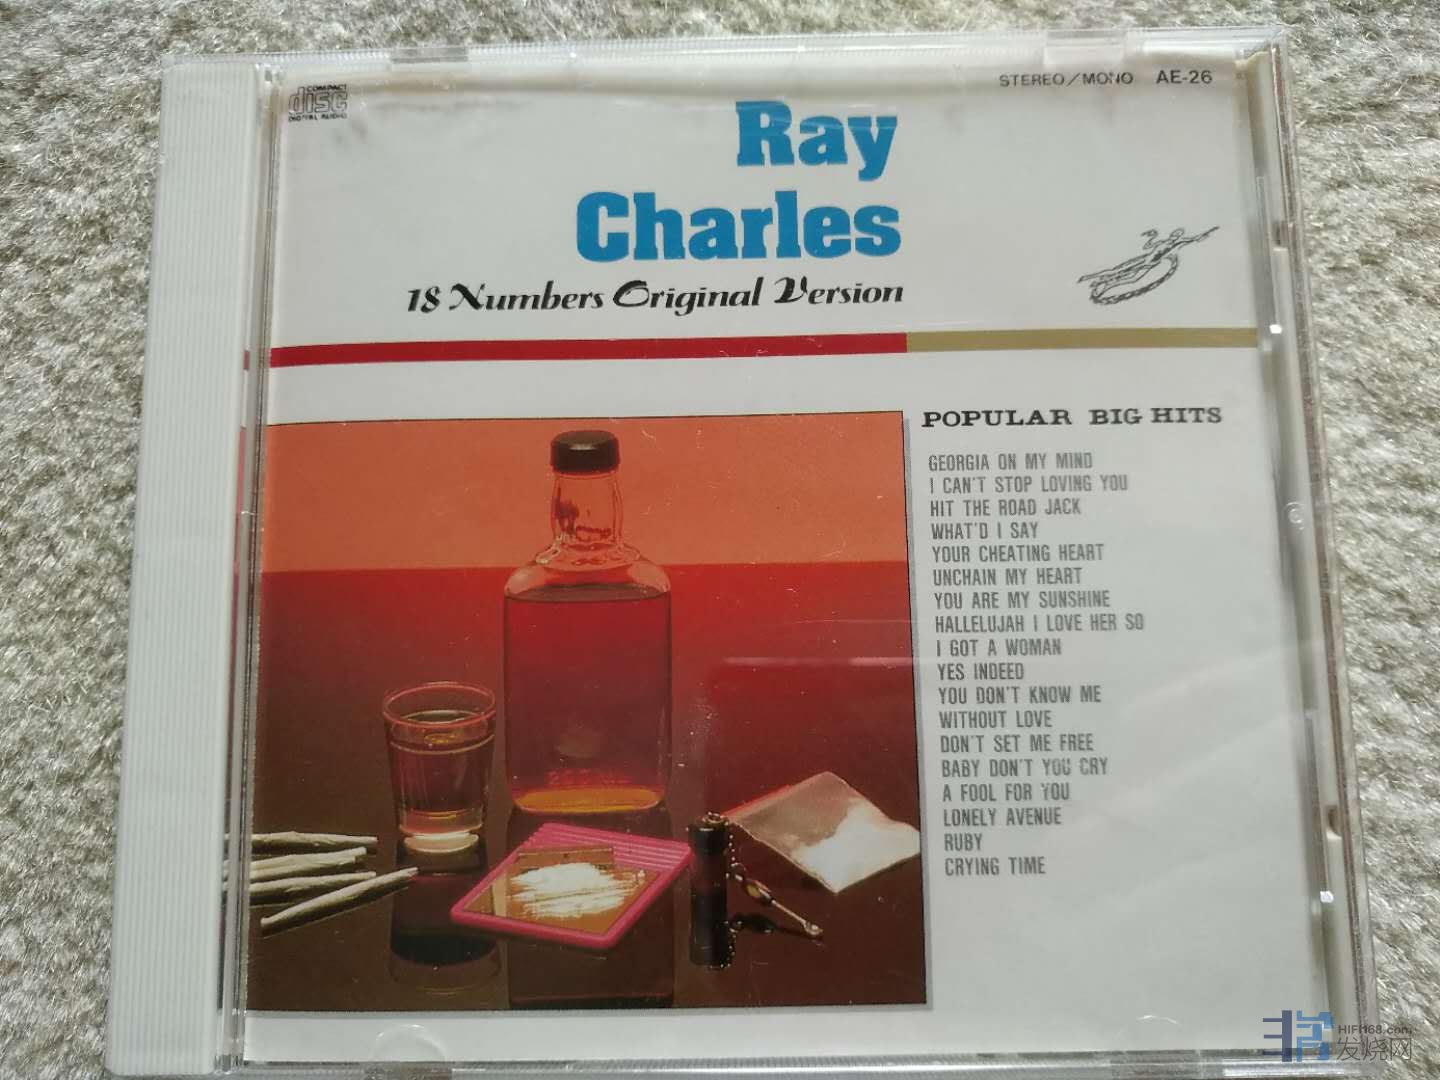 COMPACT
disc
DIGITAL AUDIO
STEREO/MONO AE-26
Ray
Charles
18 Numbers Original Version
POPULAR BIG HITS
GEORGIA ON MY MIND
I CAN'T STOP LOVING YOU
HIT THE ROAD JACK
WHAT'D I SAY
YOUR CHEATING HEART
UNCHAIN MY HEART
YOU ARE MY SUNSHINE
HALLELUJAH I LOVE HER SO
I GOT A WOMAN
YES INDEED
YOU DON'T KNOW ME
WITHOUT LOVE
DON'T SET ME FREE
BABY DON'T YOU CRY
A FOOL FOR YOU
LONELY AVENUE
RUBY
CRYING TIME
HIFI168.com
发烧网